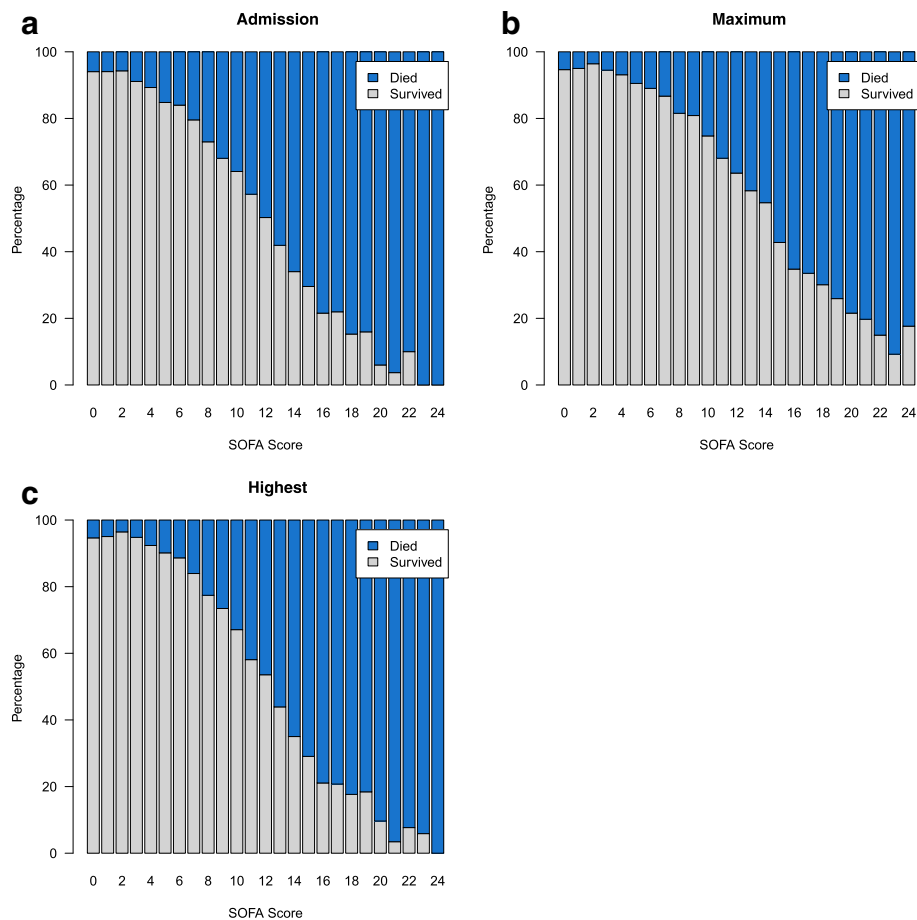 a
Admission
100
80
60
40
20
0
Percentage
Died
Survived
0 2 4 6 8 10 12 14 16 18 20 22 24
SOFA Score
b
Maximum
100
80
60
40
20
0
Percentage
Died
Survived
0 2 4 6 8 10 12 14 16 18 20 22 24
SOFA Score
c
Highest
100
80
60
40
20
0
Percentage
Died
Survived
0 2 4 6 8 10 12 14 16 18 20 22 24
SOFA Score